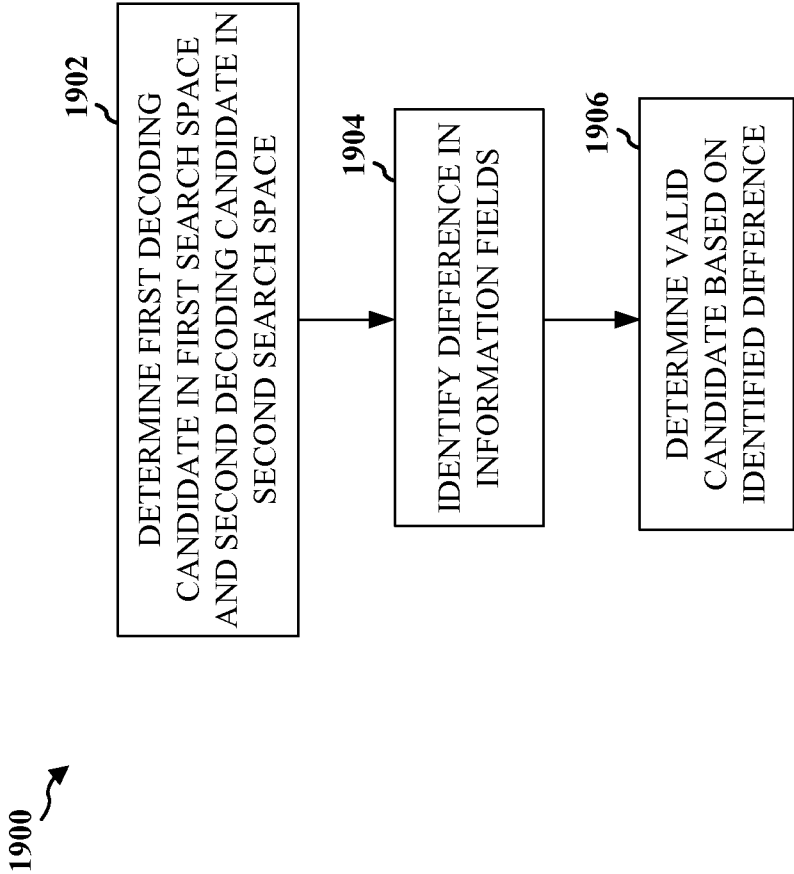 1900
1902
DETERMINE FIRST DECODING
CANDIDATE IN FIRST SEARCH SPACE
AND SECOND DECODING CANDIDATE IN
SECOND SEARCH SPACE
1904
IDENTIFY DIFFERENCE IN
INFORMATION FIELDS
1906
DETERMINE VALID
CANDIDATE BASED ON
IDENTIFIED DIFFERENCE